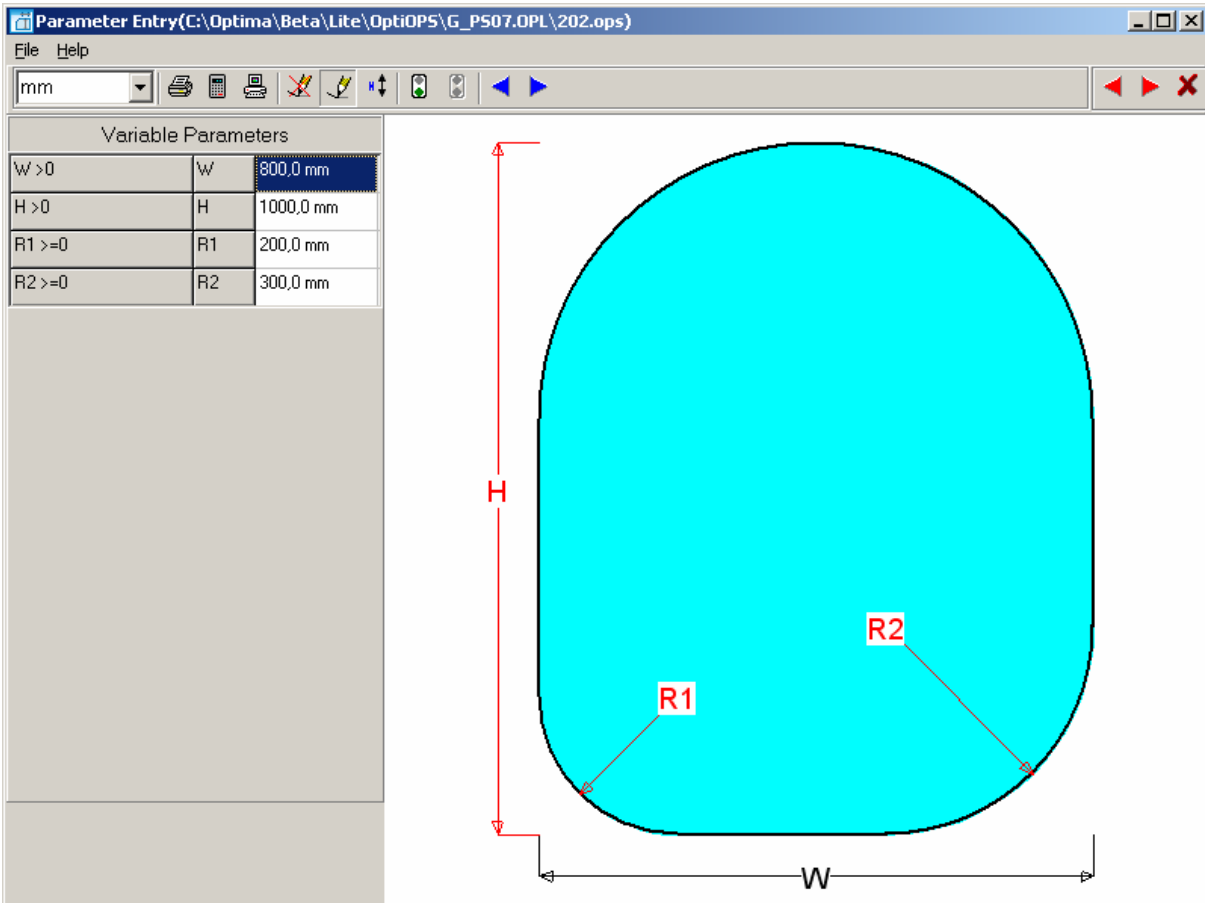 Parameter Entry(C:\Optima\Beta\Lite\OptiOPS\G_PS07.OPL\202.ops)
File Help
mm
Variable Parameters
W >0 W 800,0 mm
H >0 H 1000,0 mm
R1 >=0 R1 200,0 mm
R2 >=0 R2 300,0 mm
H
R2
R1
W